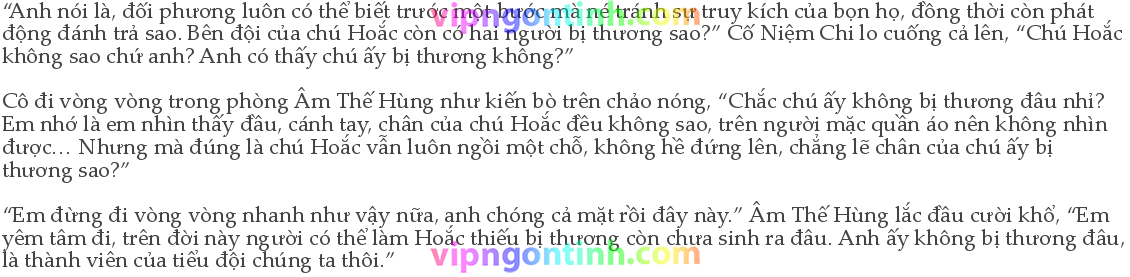 “Anh nói là, đối phương luôn có thể biết trước một bước mà né tránh sự truy kích của bọn họ, đồng thời còn phát
động đánh trả sao. Bên đội của chú Hoắc còn có hai người bị thương sao?” Cố Niệm Chi lo cuống cả lên, “Chú Hoắc
không sao chứ anh? Anh có thấy chú ấy bị thương không?”
Cô đi vòng vòng trong phòng Âm Thế Hùng như kiến bò trên chảo nóng, “Chắc chú ấy không bị thương đâu nhỉ?
Em nhớ là em nhìn thấy đầu, cánh tay, chân của chú Hoắc đều không sao, trên người mặc quần áo nên không nhìn
được... Nhưng mà đúng là chú Hoắc vẫn luôn ngồi một chỗ, không hề đứng lên, chẳng lẽ chân của chú ấy bị
thương sao?”
“Em đừng đi vòng vòng nhanh như vậy nữa, anh chóng cả mặt rồi đây này.” Âm Thế Hùng lắc đầu cười khổ, “Em
yên tâm đi, trên đời này người có thể làm Hoắc thiếu bị thương còn chưa sinh ra đâu. Anh ấy không bị thương đâu,
là thành viên của tiểu đội chúng ta thôi.”
vipngontinh.com
vipngontinh.com